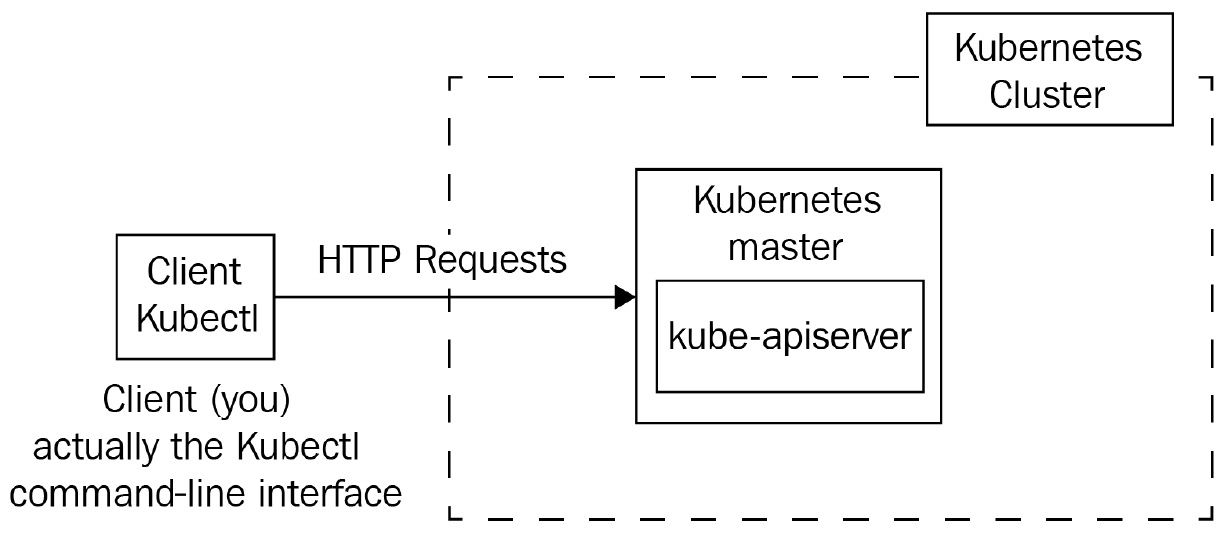 Kubernetes
Cluster
Kubernetes
master
HTTP Requests
Client
Kubectl
kube-apiserver
Client (you)
actually the Kubectl
command-line interface